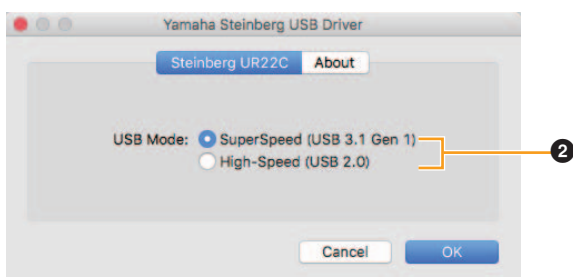 Yamaha Steinberg USB Driver
Steinberg UR22C About
USB Mode: SuperSpeed (USB 3.1 Gen 1)
High-Speed (USB 2.0)
2
Cancel OK